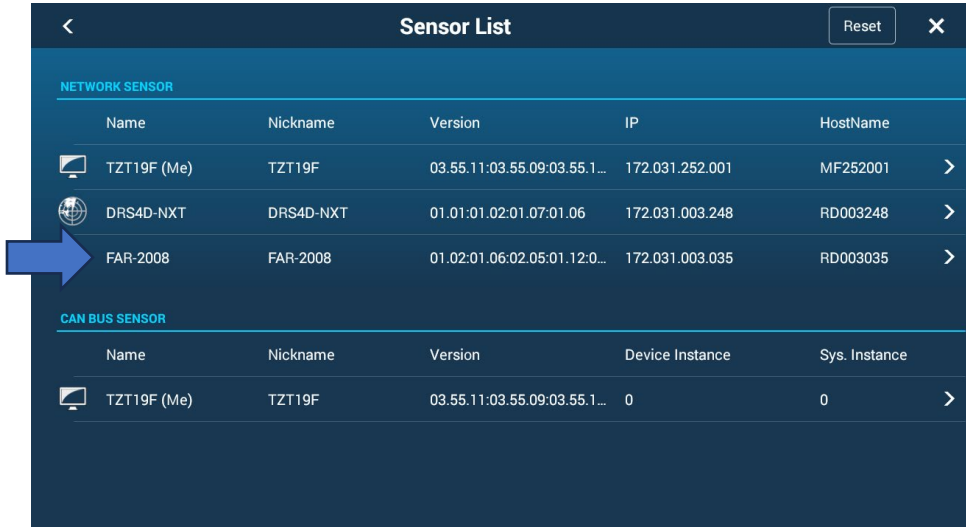 Sensor List Reset
NETWORK SENSOR
Name Nickname Version IP HostName
TZT19F (Me) TZT19F 03.55.11:03.55.09:03.55.1... 172.031.252.001 MF252001
DRS4D-NXT DRS4D-NXT 01.01:01.02:01.07:01.06 172.031.003.248 RD003248
FAR-2008 FAR-2008 01.02:01.06:02.05:01.12:0... 172.031.003.035 RD003035
CAN BUS SENSOR
Name Nickname Version Device Instance Sys. Instance
TZT19F (Me) TZT19F 03.55.11:03.55.09:03.55.1... 0 0